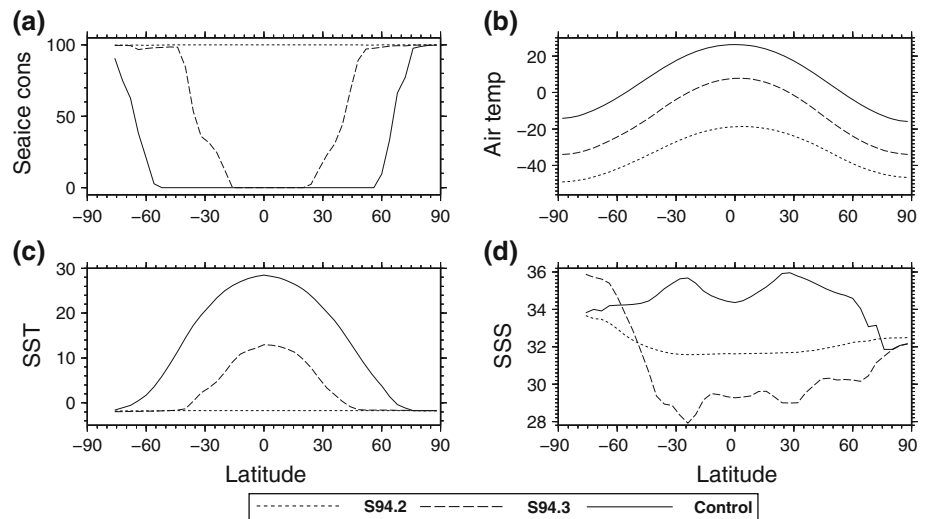 (a)
Seaice cons
100
50
0
−90 −60 −30 0 30 60 90
(b)
Air temp
20
0
−20
−40
−90 −60 −30 0 30 60 90
(c)
SST
30
20
10
0
−90 −60 −30 0 30 60 90
Latitude
(d)
SSS
36
34
32
30
28
−90 −60 −30 0 30 60 90
Latitude
S94.2 S94.3 Control